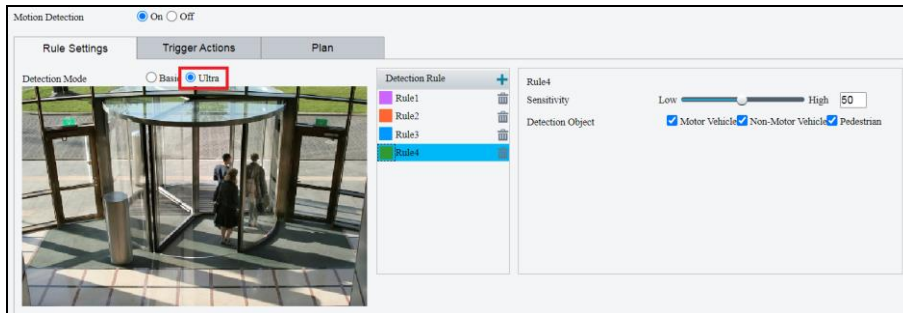 Motion Detection On Off
Rule Settings Trigger Actions Plan
Detection Mode Basic Ultra
Detection Rule +
Rule1
Rule2
Rule3
Rule4
Rule4
Sensitivity Low High 50
Detection Object Motor Vehicle Non-Motor Vehicle Pedestrian